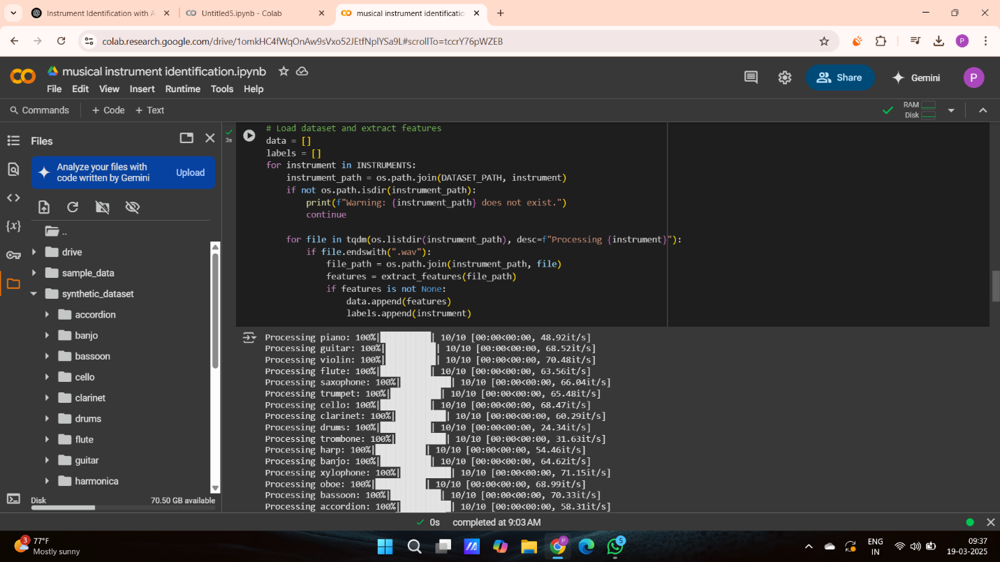 Instrument Identification with A
Untitled5.ipynb - Colab
musical instrument identificatio
colab.research.google.com/drive/1omkHC4fWqOnAw9sVxo52JEtfNplYSa9L#scrollTo=tccrY76pWZEB
P
musical instrument identification.ipynb
File Edit View Insert Runtime Tools Help
Share
Gemini
P
Commands + Code + Text
RAM
Disk
Files
Analyze your files with
code written by Gemini
Upload
{x}
..
drive
sample_data
synthetic_dataset
accordion
banjo
bassoon
cello
clarinet
drums
flute
guitar
harmonica
Disk 70.50 GB available
3s
# Load dataset and extract features
data = []
labels = []
for instrument in INSTRUMENTS:
    instrument_path = os.path.join(DATASET_PATH, instrument)
    if not os.path.isdir(instrument_path):
        print(f"Warning: {instrument_path} does not exist.")
        continue
    for file in tqdm(os.listdir(instrument_path), desc=f"Processing {instrument}"):
        if file.endswith(".wav"):
            file_path = os.path.join(instrument_path, file)
            features = extract_features(file_path)
            if features is not None:
                data.append(features)
                labels.append(instrument)
Processing piano: 100%|██████████| 10/10 [00:00<00:00, 48.92it/s]
Processing guitar: 100%|██████████| 10/10 [00:00<00:00, 68.52it/s]
Processing violin: 100%|██████████| 10/10 [00:00<00:00, 70.48it/s]
Processing flute: 100%|██████████| 10/10 [00:00<00:00, 63.56it/s]
Processing saxophone: 100%|██████████| 10/10 [00:00<00:00, 66.04it/s]
Processing trumpet: 100%|██████████| 10/10 [00:00<00:00, 65.48it/s]
Processing cello: 100%|██████████| 10/10 [00:00<00:00, 68.47it/s]
Processing clarinet: 100%|██████████| 10/10 [00:00<00:00, 60.29it/s]
Processing drums: 100%|██████████| 10/10 [00:00<00:00, 24.34it/s]
Processing trombone: 100%|██████████| 10/10 [00:00<00:00, 31.63it/s]
Processing harp: 100%|██████████| 10/10 [00:00<00:00, 54.46it/s]
Processing banjo: 100%|██████████| 10/10 [00:00<00:00, 64.62it/s]
Processing xylophone: 100%|██████████| 10/10 [00:00<00:00, 71.15it/s]
Processing oboe: 100%|██████████| 10/10 [00:00<00:00, 68.99it/s]
Processing bassoon: 100%|██████████| 10/10 [00:00<00:00, 70.33it/s]
Processing accordion: 100%|██████████| 10/10 [00:00<00:00, 58.31it/s]
0s completed at 9:03 AM
3
77°F
Mostly sunny
P
5
ENG
IN
09:37
19-03-2025